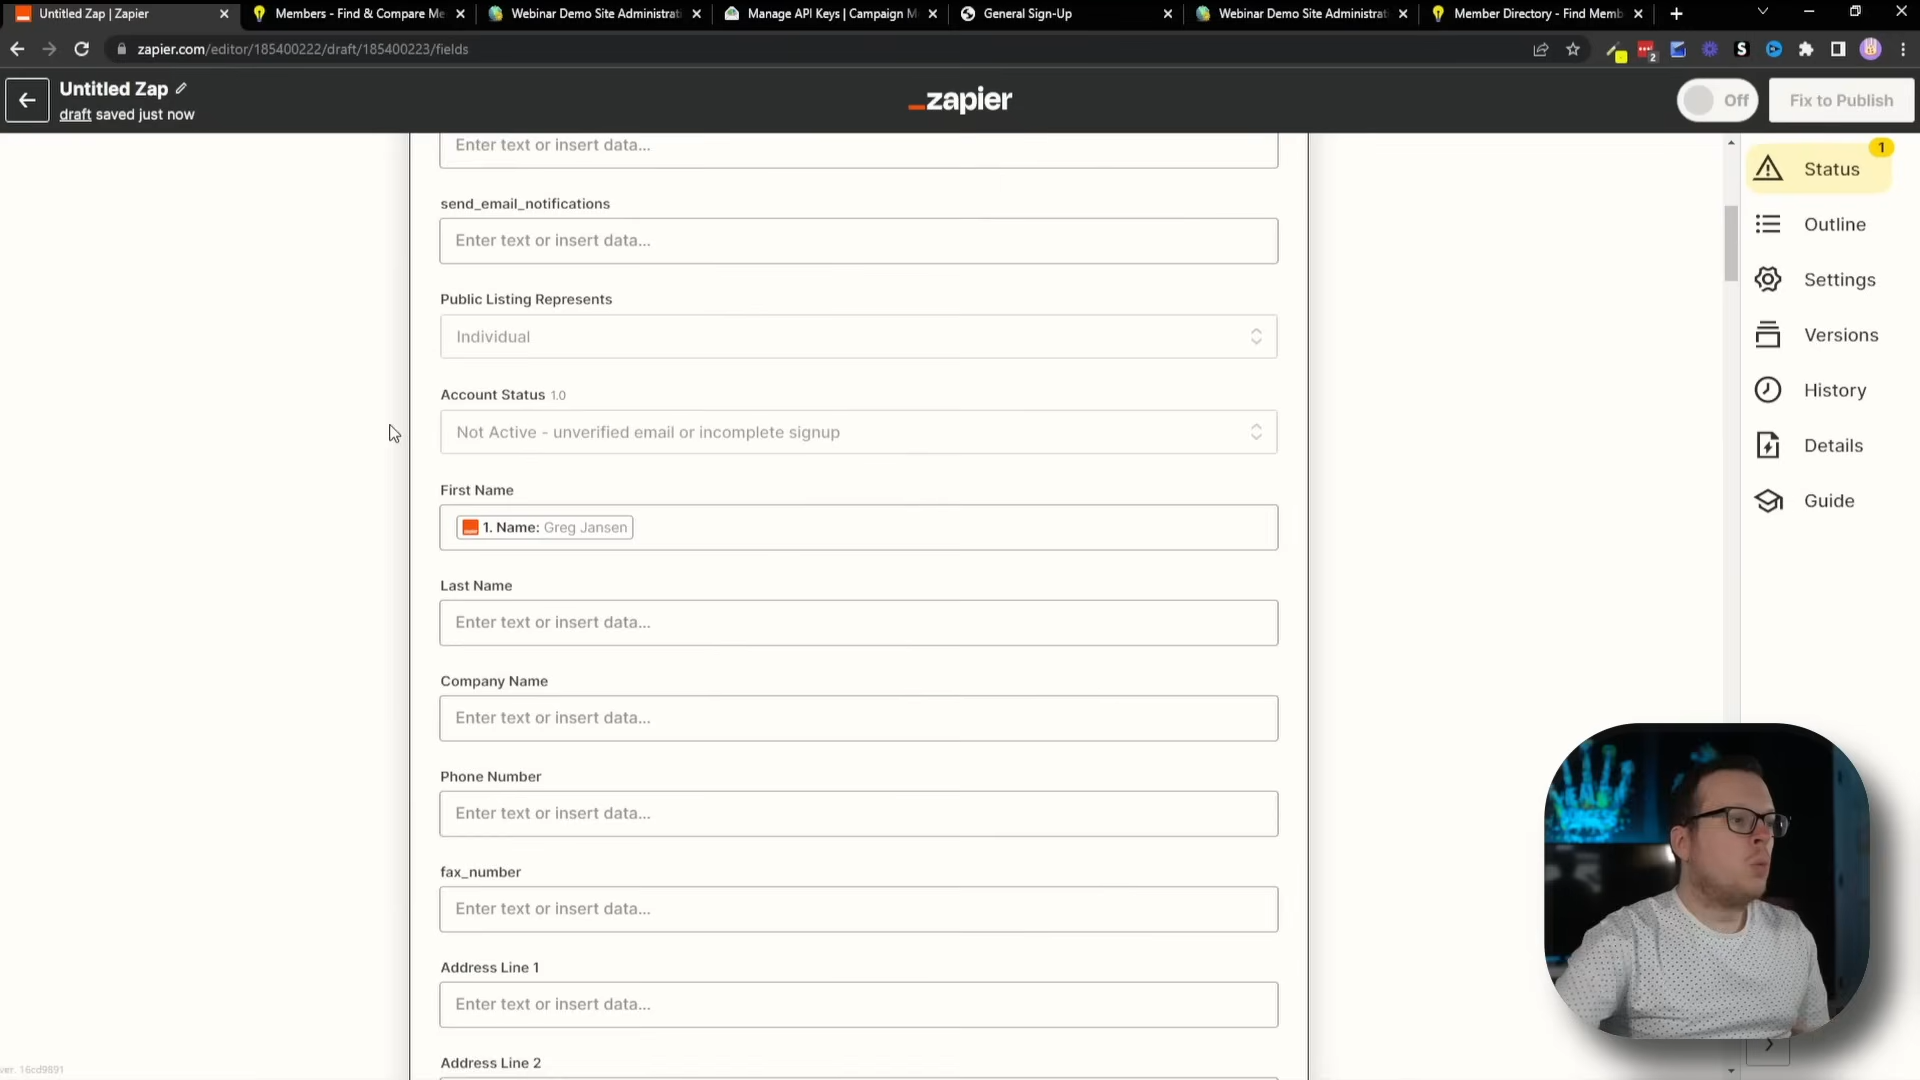 Untitled Zap | Zapier
Members - Find & Compare Me
Webinar Demo Site Administrati
Manage API Keys | Campaign M
General Sign-Up
Webinar Demo Site Administrati
Member Directory - Find Memb
zapier.com/editor/185400222/draft/185400223/fields
2
S
Untitled Zap
draft saved just now
_zapier
Off
Fix to Publish
Enter text or insert data...
send_email_notifications
Enter text or insert data...
Public Listing Represents
Individual
Account Status 1.0
Not Active - unverified email or incomplete signup
First Name
1. Name: Greg Jansen
Last Name
Enter text or insert data...
Company Name
Enter text or insert data...
Phone Number
Enter text or insert data...
fax_number
Enter text or insert data...
Address Line 1
Enter text or insert data...
Address Line 2
1
Status
Outline
Settings
Versions
History
Details
Guide
ver. 16cd9891